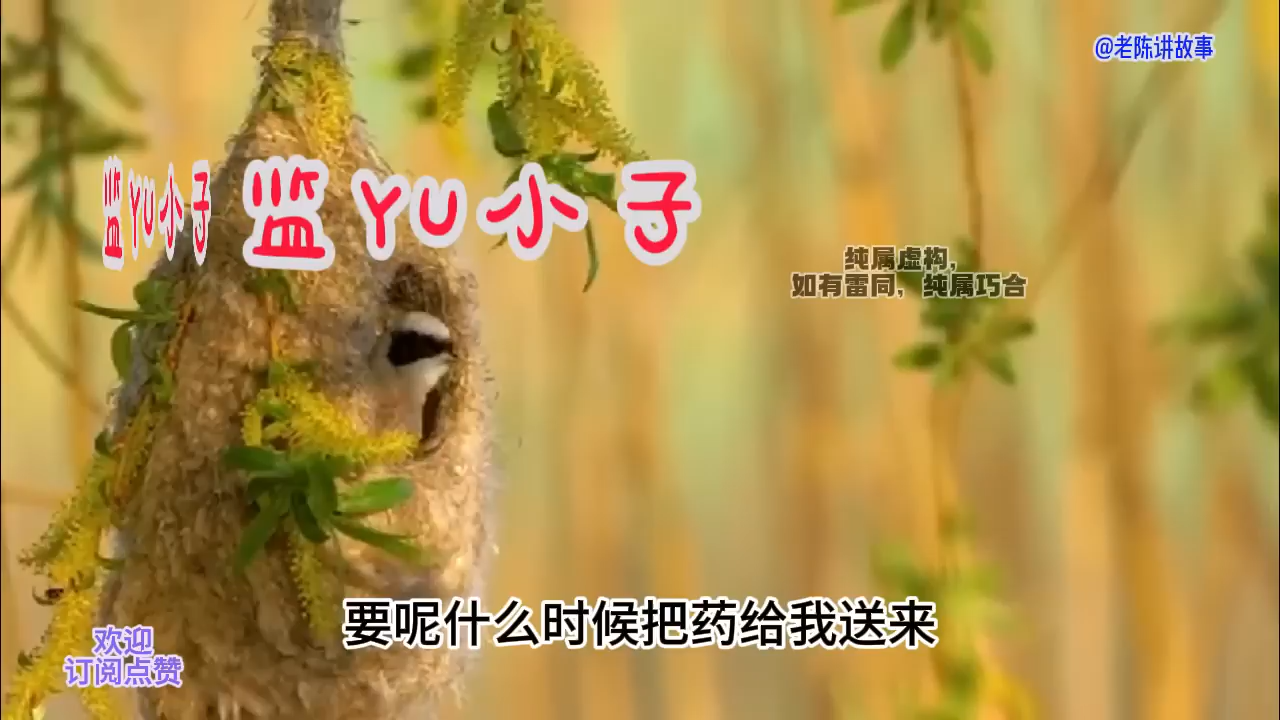 @老陈讲故事
监YU小子
监YU小子
纯属虚构,
如有雷同，纯属巧合
要呢什么时候把药给我送来
欢迎
订阅点赞